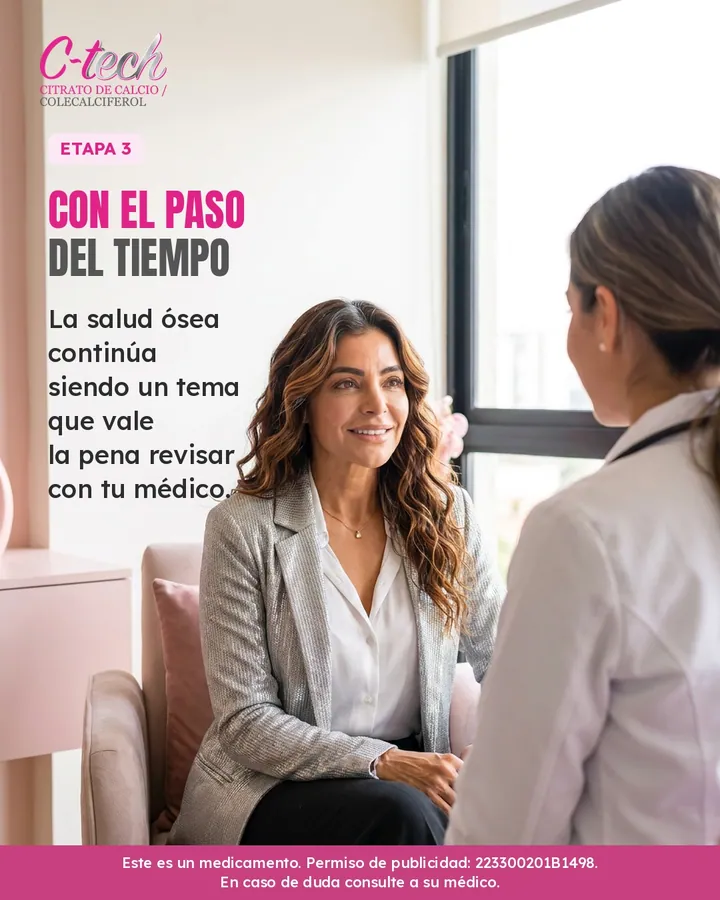 C-tech
CITRATO DE CALCIO /
COLECALCIFEROL
ETAPA 3
CON EL PASO
DEL TIEMPO
La salud ósea
continúa
siendo un tema
que vale
la pena revisar
con tu médico.
Este es un medicamento. Permiso de publicidad: 223300201B1498.
En caso de duda consulte a su médico.